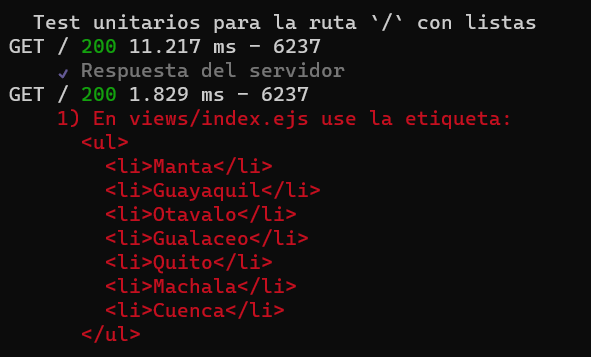 Test unitarios para la ruta `/` con listas
GET / 200 11.217 ms - 6237
✓ Respuesta del servidor
GET / 200 1.829 ms - 6237
1) En views/index.ejs use la etiqueta:
<ul>
<li>Manta</li>
<li>Guayaquil</li>
<li>Otavalo</li>
<li>Gualaceo</li>
<li>Quito</li>
<li>Machala</li>
<li>Cuenca</li>
</ul>